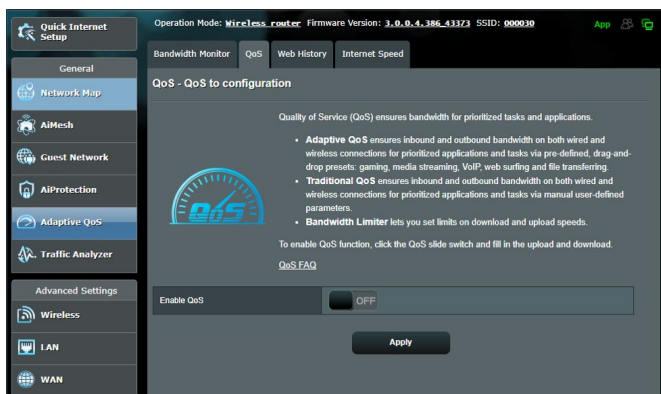 Quick Internet
Setup
Operation Mode: Wireless router Firmware Version: 3.0.0.4.386_43373 SSID: 000030
App
Bandwidth Monitor QoS Web History Internet Speed
General
Network Map
AiMesh
Guest Network
AiProtection
Adaptive QoS
Traffic Analyzer
Advanced Settings
Wireless
LAN
WAN
QoS - QoS to configuration
QoS
Quality of Service (QoS) ensures bandwidth for prioritized tasks and applications.
• Adaptive QoS ensures inbound and outbound bandwidth on both wired and
wireless connections for prioritized applications and tasks via pre-defined, drag-and-
drop presets: gaming, media streaming, VoIP, web surfing and file transferring.
• Traditional QoS ensures inbound and outbound bandwidth on both wired and
wireless connections for prioritized applications and tasks via manual user-defined
parameters.
• Bandwidth Limiter lets you set limits on download and upload speeds.
To enable QoS function, click the QoS slide switch and fill in the upload and download.
QoS FAQ
Enable QoS OFF
Apply